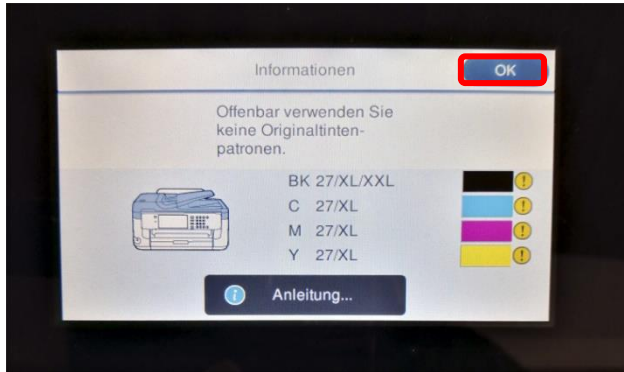 Informationen
OK
Offenbar verwenden Sie
keine Originaltinten-
patronen.
BK 27/XL/XXL
C 27/XL
M 27/XL
Y 27/XL
Anleitung...